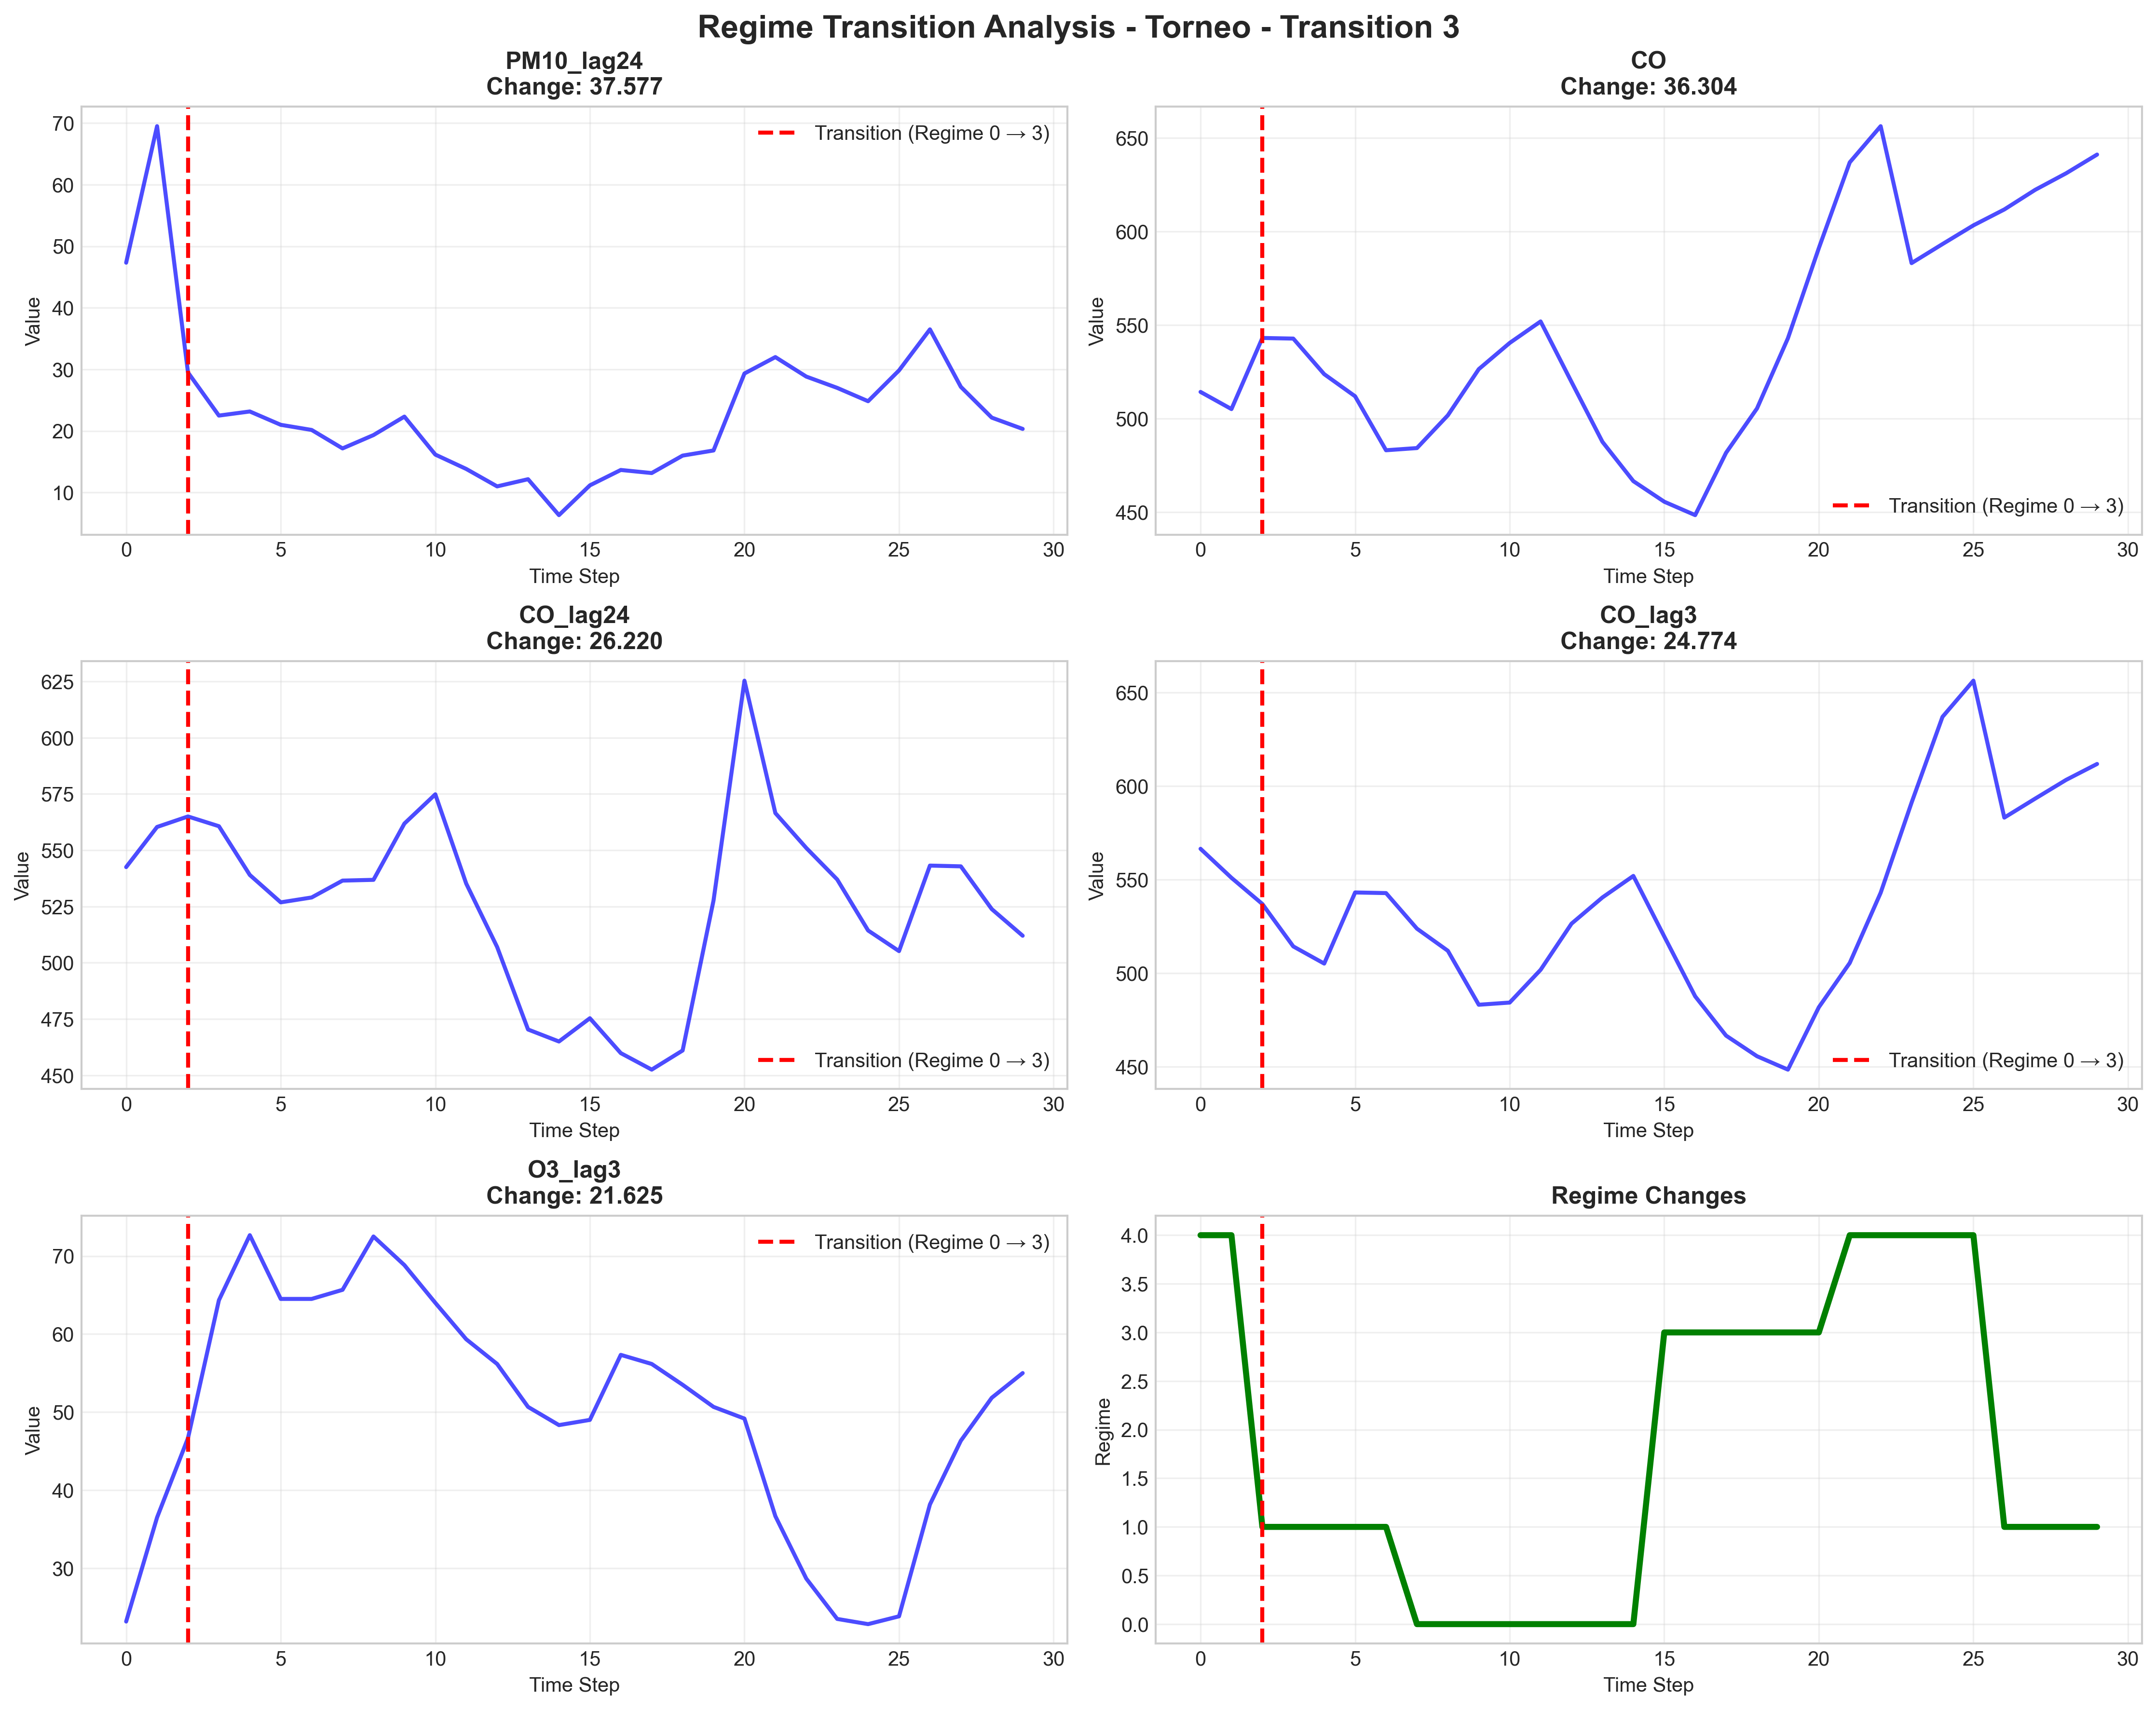 Regime Transition Analysis - Torneo - Transition 3
PM10_lag24
Change: 37.577
70
60
50
40
30
20
10
Value
Transition (Regime 0 → 3)
0 5 10 15 20 25 30
Time Step
CO
Change: 36.304
650
600
550
500
450
Value
Transition (Regime 0 → 3)
0 5 10 15 20 25 30
Time Step
CO_lag24
Change: 26.220
625
600
575
550
525
500
475
450
Value
Transition (Regime 0 → 3)
0 5 10 15 20 25 30
Time Step
CO_lag3
Change: 24.774
650
600
550
500
450
Value
Transition (Regime 0 → 3)
0 5 10 15 20 25 30
Time Step
O3_lag3
Change: 21.625
70
60
50
40
30
Value
Transition (Regime 0 → 3)
0 5 10 15 20 25 30
Time Step
Regime Changes
4.0
3.5
3.0
2.5
2.0
1.5
1.0
0.5
0.0
Regime
0 5 10 15 20 25 30
Time Step